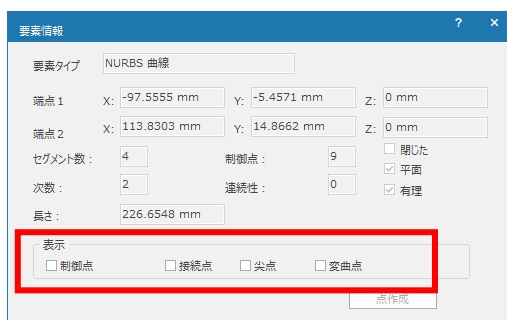 要素情報 ? ×
要素タイプ NURBS 曲線
端点1 X: -97.5555 mm Y: -5.4571 mm Z: 0 mm
端点2 X: 113.8303 mm Y: 14.8662 mm Z: 0 mm
セグメント数: 4 制御点: 9 閉じた
平面
次数: 2 連続性: 0 有理
長さ: 226.6548 mm
表示
制御点 接続点 尖点 変曲点
点作成